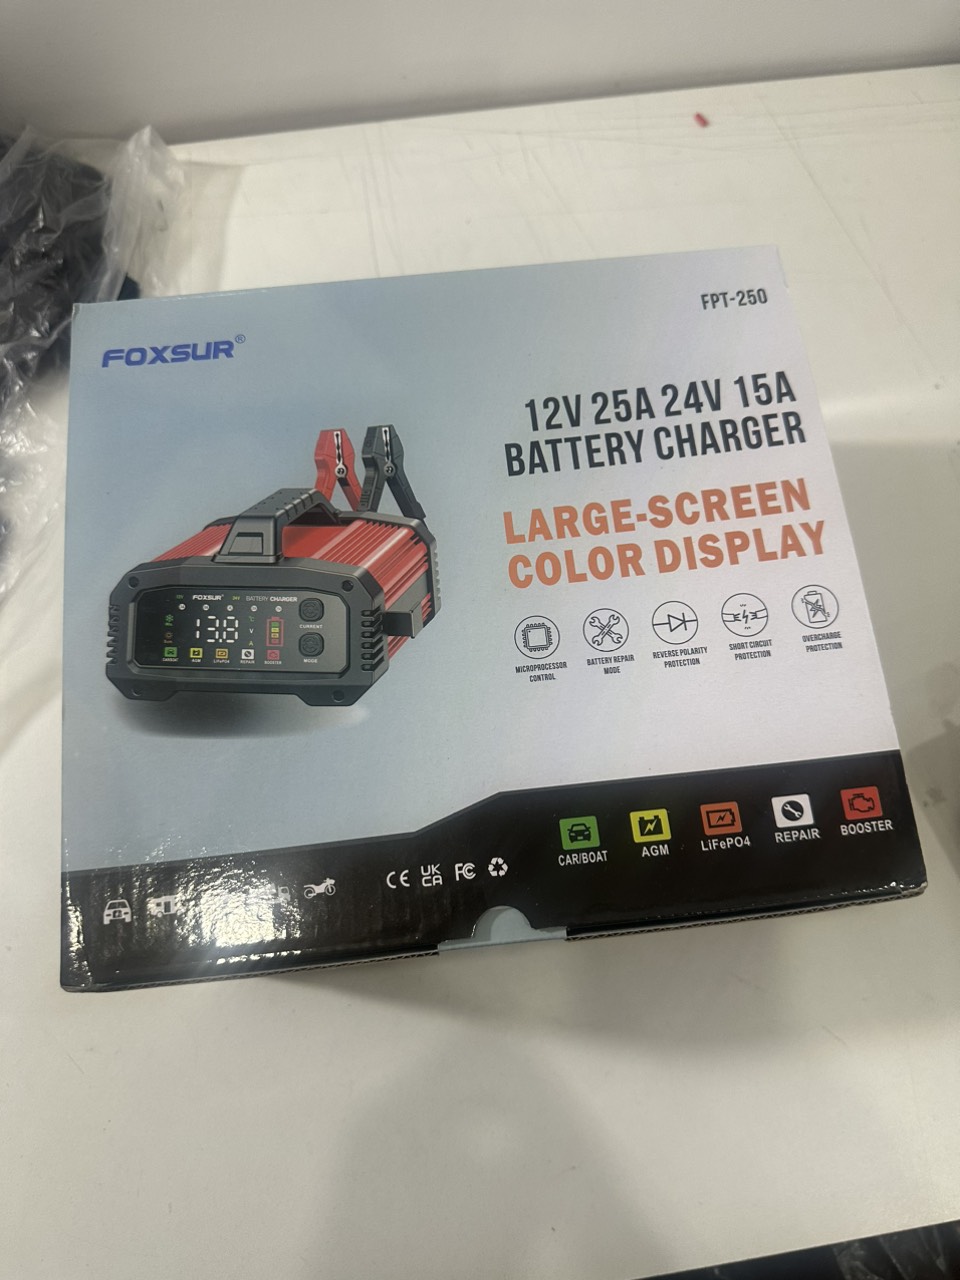 FPT-250
FOXSUR®
12V 25A 24V 15A
BATTERY CHARGER
LARGE-SCREEN
COLOR DISPLAY
MICROPROCESSOR
CONTROL
BATTERY REPAIR
MODE
REVERSE POLARITY
PROTECTION
SHORT CIRCUIT
PROTECTION
OVERCHARGE
PROTECTION
FOXSUR
BATTERY CHARGER
13.8
V
A
CURRENT
MODE
CAR/BOAT
AGM
LiFePO4
REPAIR
BOOSTER
CE
UK
CA
FC
CAR/BOAT
AGM
LiFePO4
REPAIR
BOOSTER